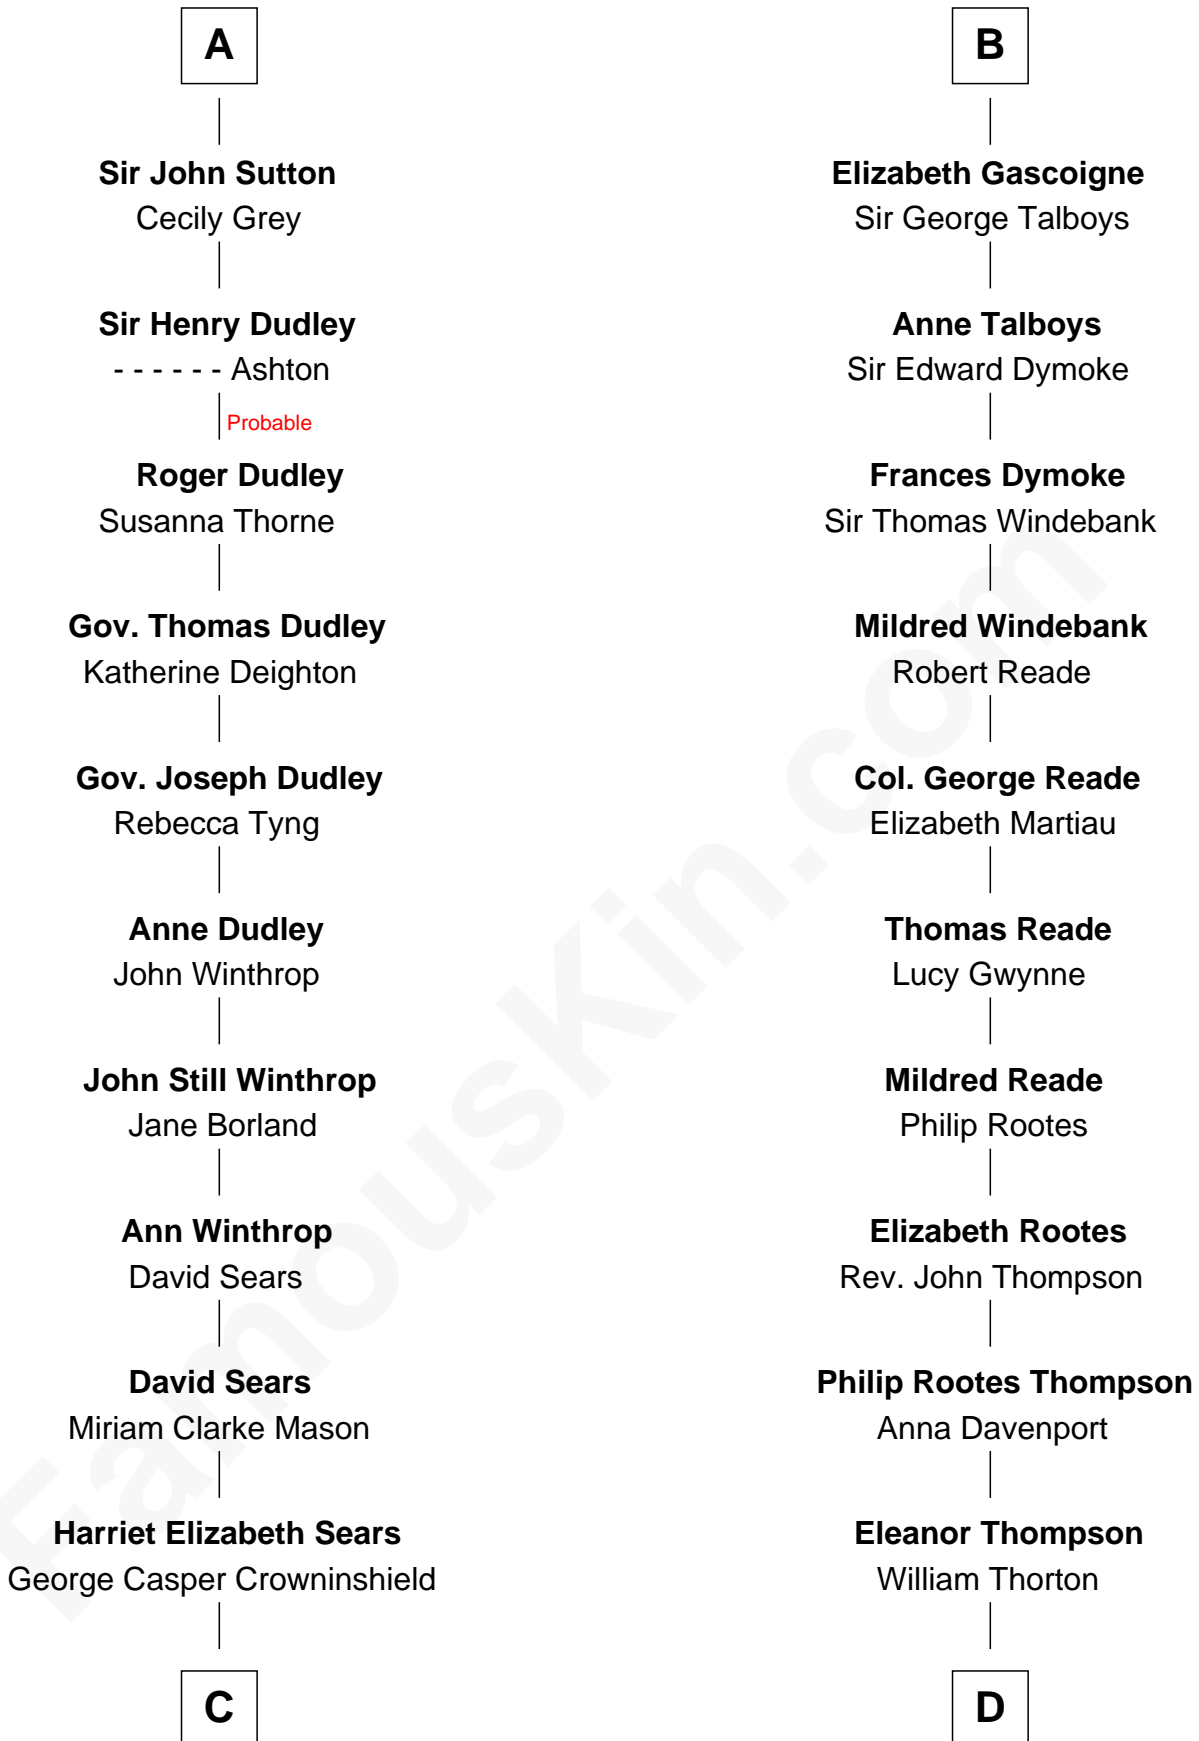 A
Sir John Sutton
Cecily Grey
Sir Henry Dudley
- - - - - - Ashton
Probable
Roger Dudley
Susanna Thorne
Gov. Thomas Dudley
Katherine Deighton
Gov. Joseph Dudley
Rebecca Tyng
Anne Dudley
John Winthrop
John Still Winthrop
Jane Borland
Ann Winthrop
David Sears
David Sears
Miriam Clarke Mason
Harriet Elizabeth Sears
George Casper Crowninshield
C
B
Elizabeth Gascoigne
Sir George Talboys
Anne Talboys
Sir Edward Dymoke
Frances Dymoke
Sir Thomas Windebank
Mildred Windebank
Robert Reade
Col. George Reade
Elizabeth Martiau
Thomas Reade
Lucy Gwynne
Mildred Reade
Philip Rootes
Elizabeth Rootes
Rev. John Thompson
Philip Rootes Thompson
Anna Davenport
Eleanor Thompson
William Thorton
D
FamousKin.com